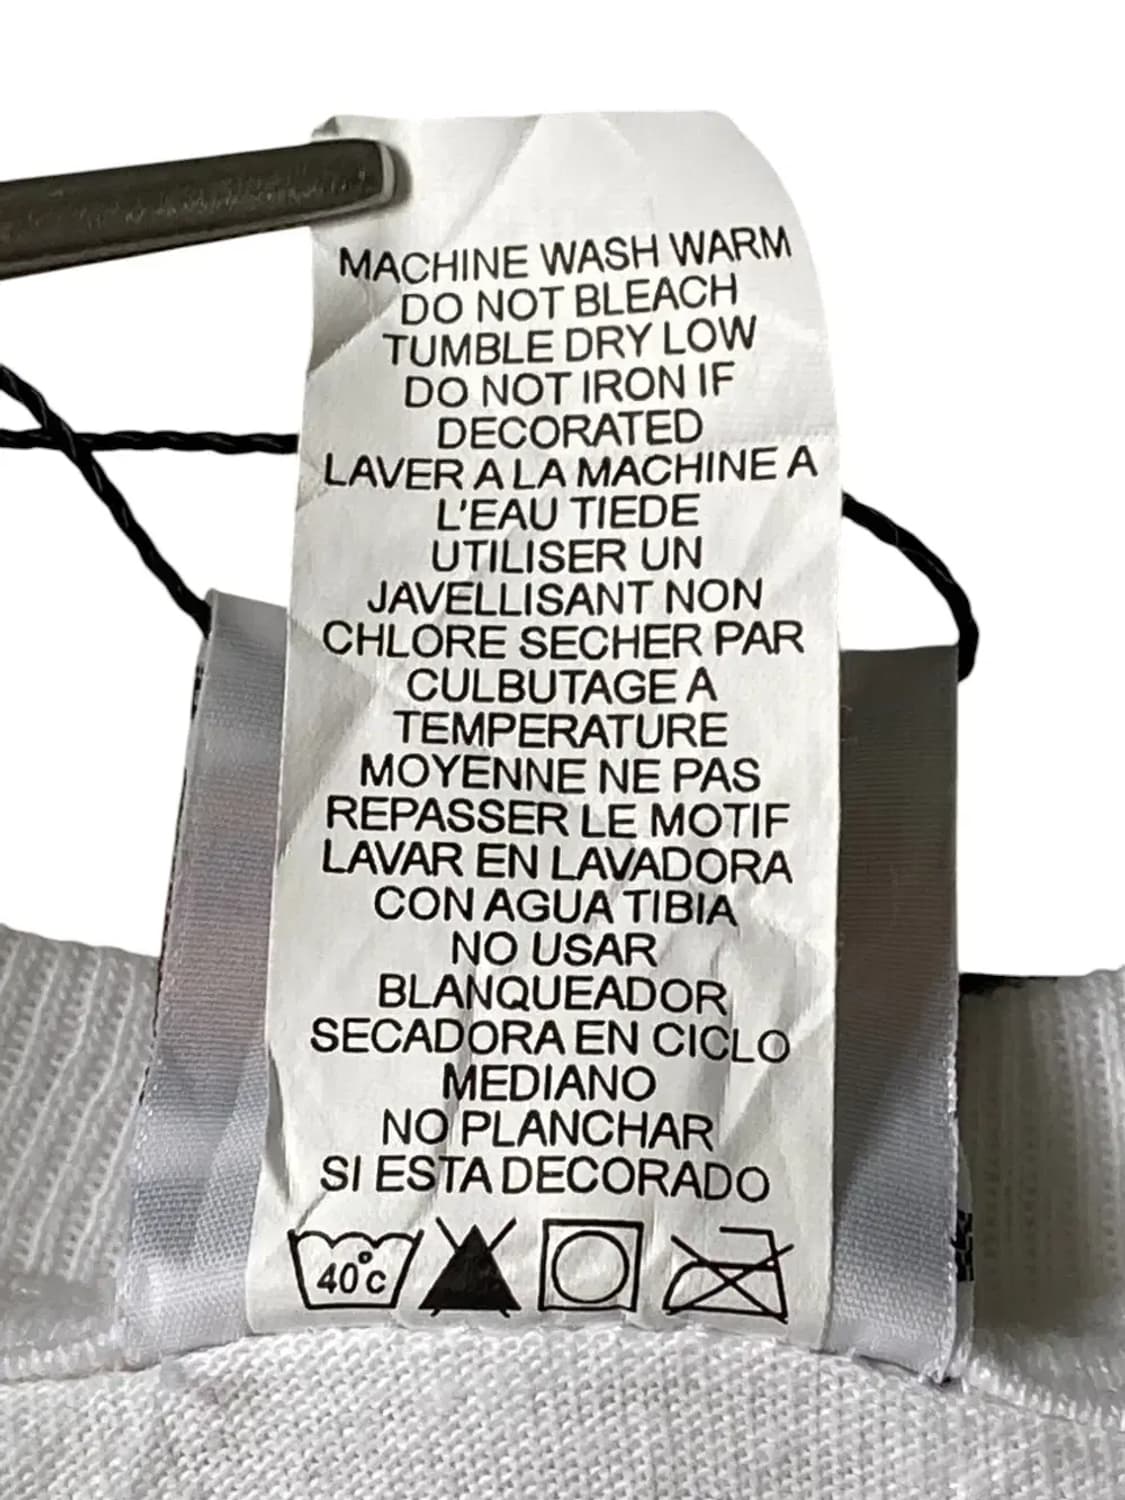 MACHINE WASH WARM
DO NOT BLEACH
TUMBLE DRY LOW
DO NOT IRON IF
DECORATED
LAVER A LA MACHINE A
L'EAU TIEDE
UTILISER UN
JAVELLISANT NON
CHLORE SECHER PAR
CULBUTAGE A
TEMPERATURE
MOYENNE NE PAS
REPASSER LE MOTIF
LAVAR EN LAVADORA
CON AGUA TIBIA
NO USAR
BLANQUEADOR
SECADORA EN CICLO
MEDIANO
NO PLANCHAR
SI ESTA DECORADO
40°c